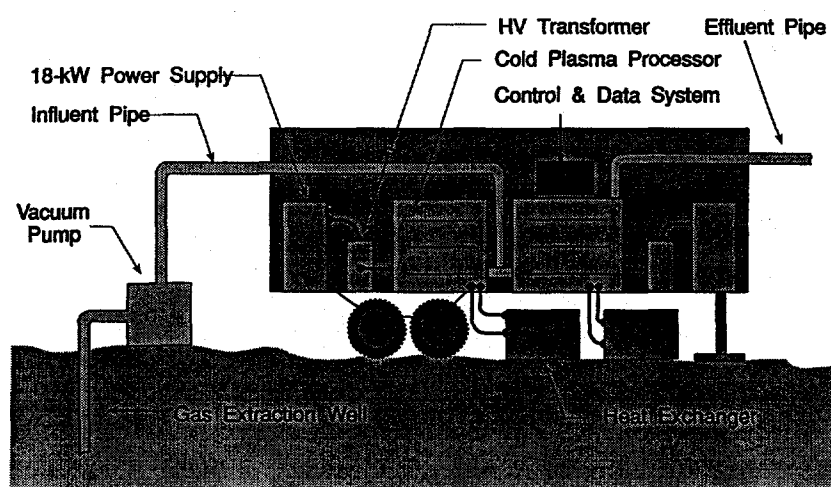 HV Transformer
Effluent Pipe
Cold Plasma Processor
18-kW Power Supply
Control & Data System
Influent Pipe
Vacuum
Pump
Gas Extraction Well
Heat Exchanger